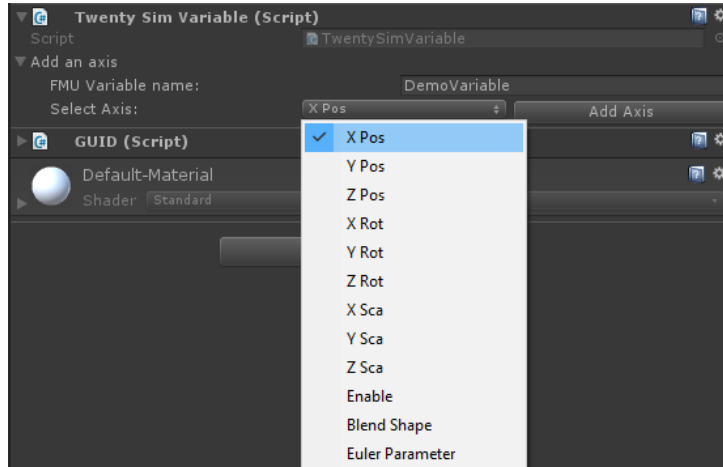 Twenty Sim Variable (Script)
Script TwentySimVariable
Add an axis
FMU Variable name: DemoVariable
Select Axis: X Pos Add Axis
GUID (Script)
Default-Material
Shader Standard
X Pos
Y Pos
Z Pos
X Rot
Y Rot
Z Rot
X Sca
Y Sca
Z Sca
Enable
Blend Shape
Euler Parameter